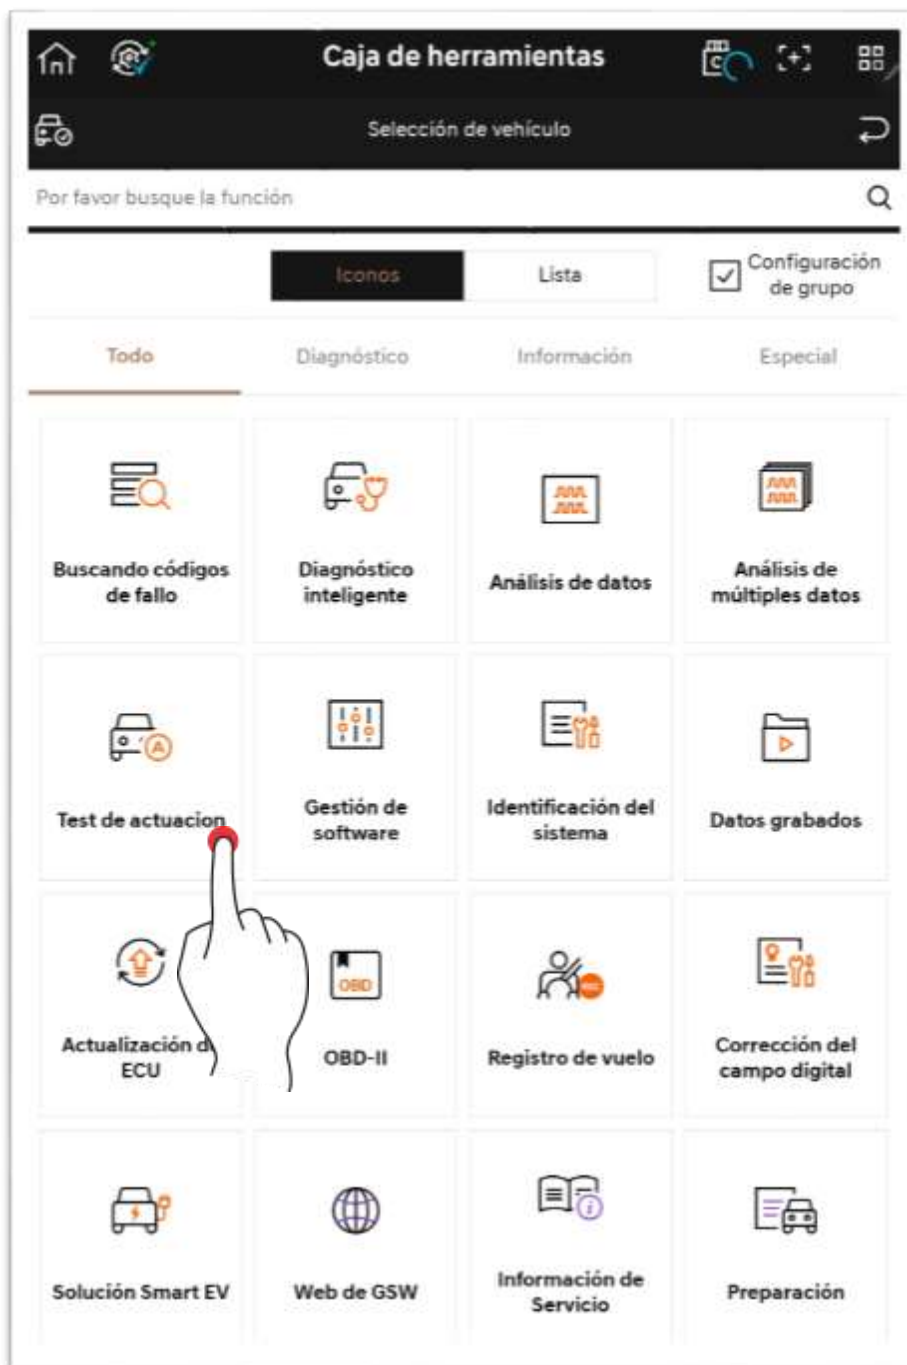 Caja de herramientas
Selección de vehículo
Por favor busque la función
Iconos
Lista
Configuración
de grupo
Todo
Diagnóstico
Información
Especial
Buscando códigos
de fallo
Diagnóstico
inteligente
Análisis de datos
Análisis de
múltiples datos
Test de actuacion
Gestión de
software
Identificación del
sistema
Datos grabados
Actualización d
ECU
OBD
OBD-II
REC
Registro de vuelo
Corrección del
campo digital
Solución Smart EV
Web de GSW
Información de
Servicio
Preparación